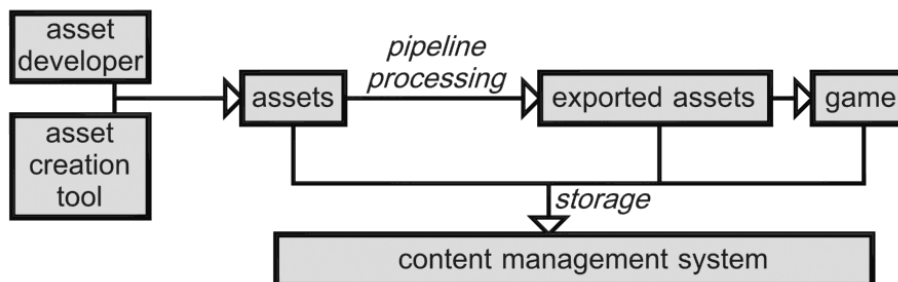 asset
developer
asset
creation
tool
assets
pipeline
processing
exported assets
game
storage
content management system